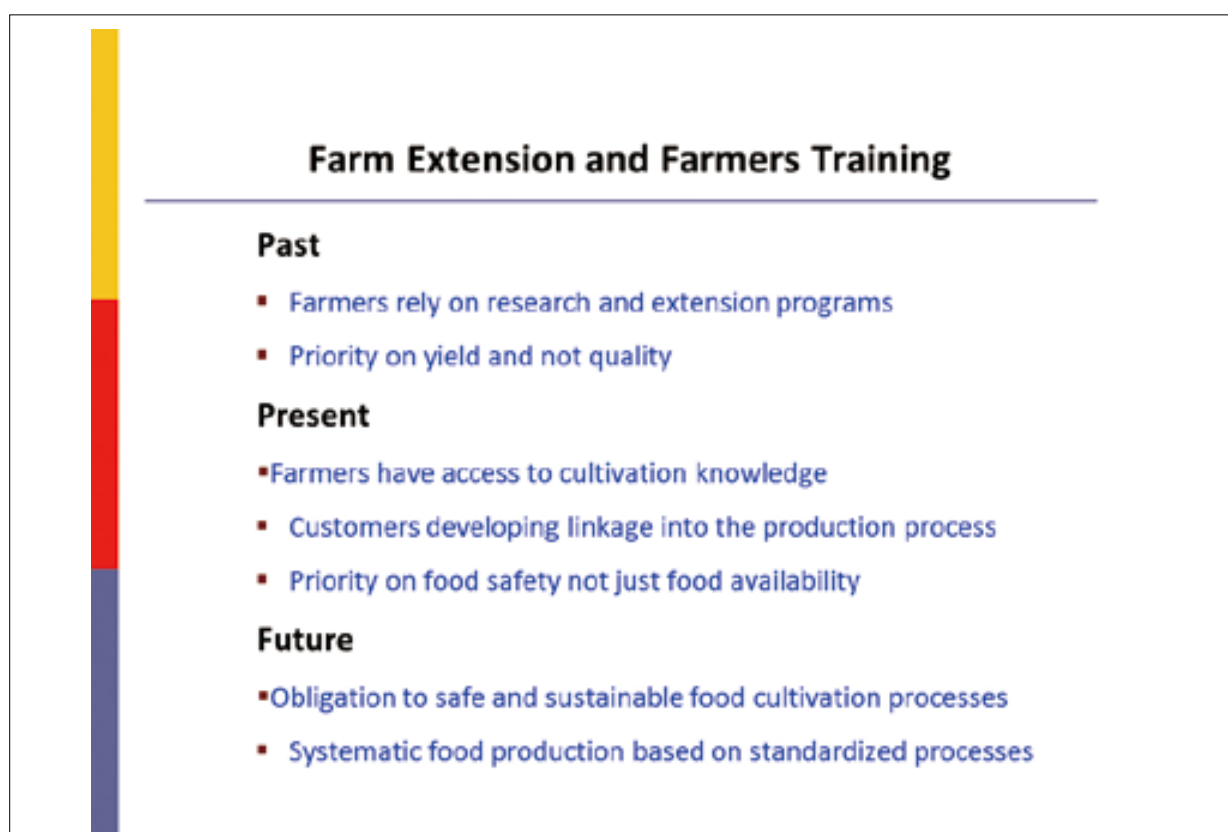 Farm Extension and Farmers Training
Past
▪ Farmers rely on research and extension programs
▪ Priority on yield and not quality
Present
▪Farmers have access to cultivation knowledge
▪ Customers developing linkage into the production process
▪ Priority on food safety not just food availability
Future
▪Obligation to safe and sustainable food cultivation processes
▪ Systematic food production based on standardized processes